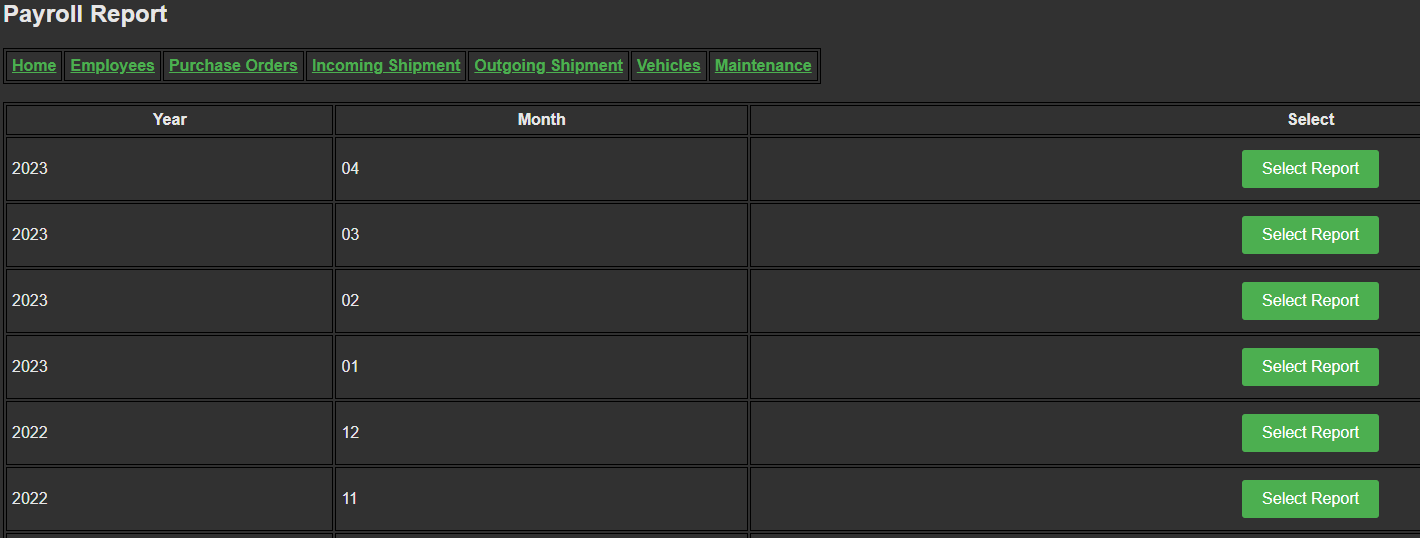 Payroll Report
Home Employees Purchase Orders Incoming Shipment Outgoing Shipment Vehicles Maintenance
Year Month Select
2023 04 Select Report
2023 03 Select Report
2023 02 Select Report
2023 01 Select Report
2022 12 Select Report
2022 11 Select Report